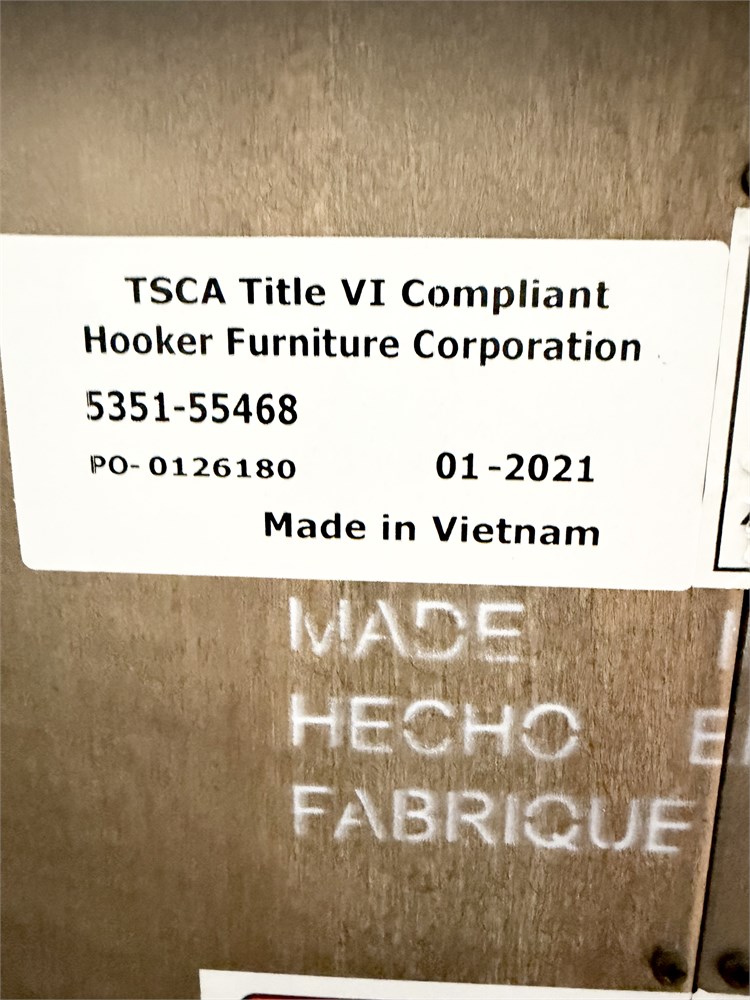 TSCA Title VI Compliant
Hooker Furniture Corporation
5351-55468
PO- 0126180 01-2021
Made in Vietnam
MADE
HECHO
FABRIQUE